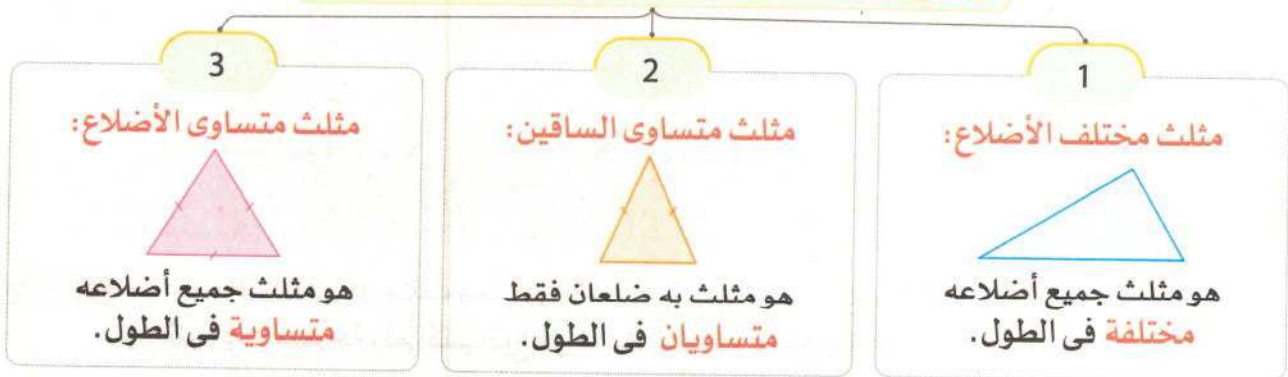 1
مثلث مختلف الأضلاع:
هو مثلث جميع أضلاعه
مختلفة فى الطول.
2
مثلث متساوى الساقين:
هو مثلث به ضلعان فقط
متساويان فى الطول.
3
مثلث متساوى الأضلاع:
هو مثلث جميع أضلاعه
متساوية فى الطول.